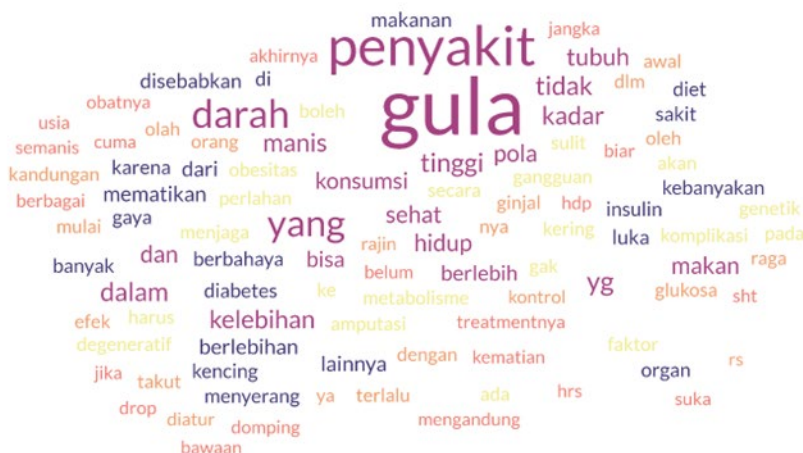 makanan
penyakit
jangka
akhirnya
tubuh
awal
disebabkan di
gula
tidak
dlm
diet
obatnya
darah
boleh
kadar
sakit
usia
olah
orang
manis
sulit
oleh
semanis
cuma
tinggi
pola
biar
kandungan
karena
dari
obesitas
konsumsi
gangguan
akan
berbagai
mematikan
perlahan
secara
kebanyakan
mulai
gaya
yang
sehat
ginjal
hdp
insulin
genetik
menjaga
nya
kering
luka
komplikasi
pada
banyak
dan
berbahaya
bisa
rajin
hidup
raga
belum
berlebih
gak
yg
makan
dalam
diabetes
ke
metabolisme
kontrol
glukosa
sht
efek
harus
kelebihan
amputasi
treatmentnya
degeneratif
berlebihan
faktor
lainnya
dengan
kematian
rs
jika
takut
kencing
organ
menyerang
ya
terlalu
ada
hrs
suka
drop
diatur
domping
mengandung
bawaan